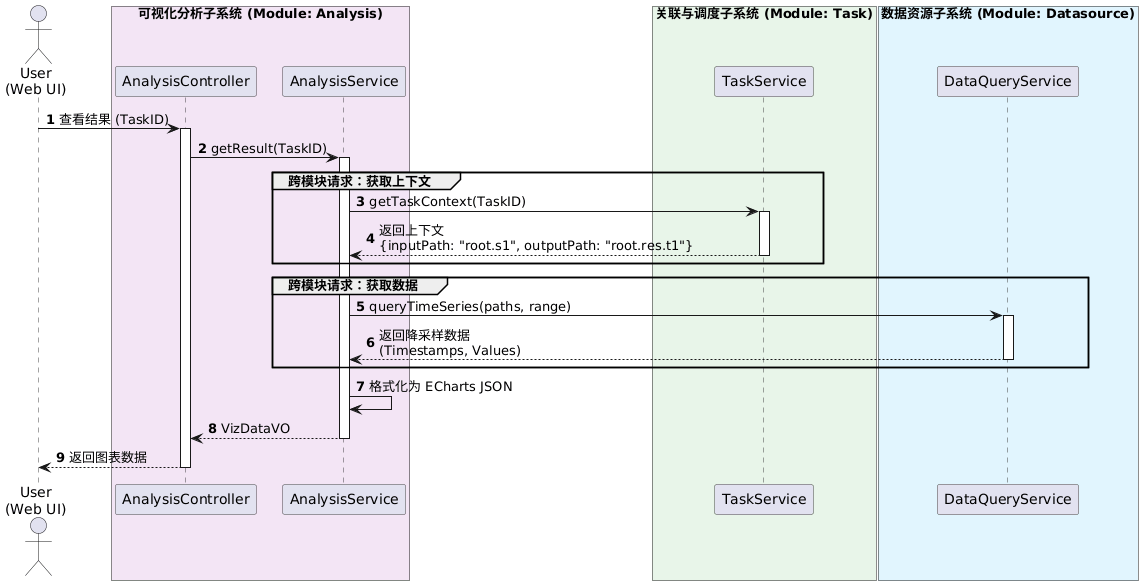 可视化分析子系统 (Module: Analysis)
关联与调度子系统 (Module: Task)
数据资源子系统 (Module: Datasource)
User
(Web UI)
AnalysisController
AnalysisService
TaskService
DataQueryService
1 查看结果 (TaskID)
2 getResult(TaskID)
跨模块请求：获取上下文
3 getTaskContext(TaskID)
4 返回上下文
{inputPath: "root.s1", outputPath: "root.res.t1"}
跨模块请求：获取数据
5 queryTimeSeries(paths, range)
6 返回降采样数据
(Timestamps, Values)
7 格式化为 ECharts JSON
8 VizDataVO
9 返回图表数据
User
(Web UI)
AnalysisController
AnalysisService
TaskService
DataQueryService